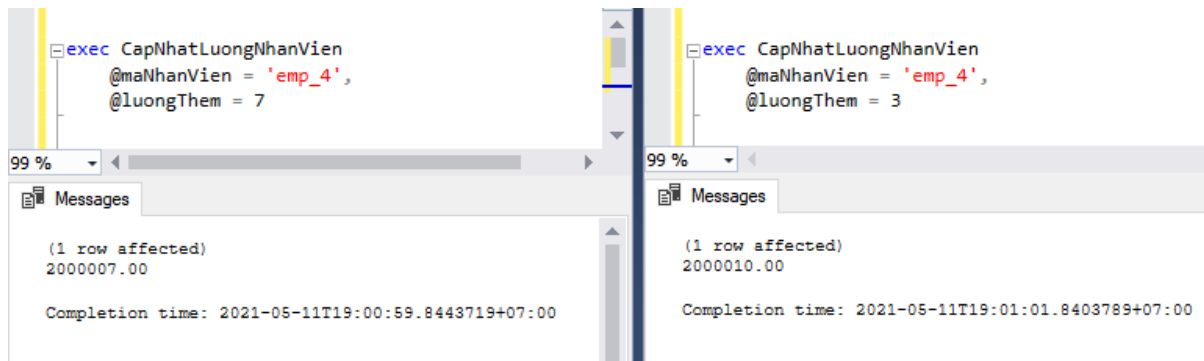 exec CapNhatLuongNhanVien
@maNhanVien = 'emp_4',
@luongThem = 7
99 %
Messages
(1 row affected)
2000007.00
Completion time: 2021-05-11T19:00:59.8443719+07:00
exec CapNhatLuongNhanVien
@maNhanVien = 'emp_4',
@luongThem = 3
99 %
Messages
(1 row affected)
2000010.00
Completion time: 2021-05-11T19:01:01.8403789+07:00